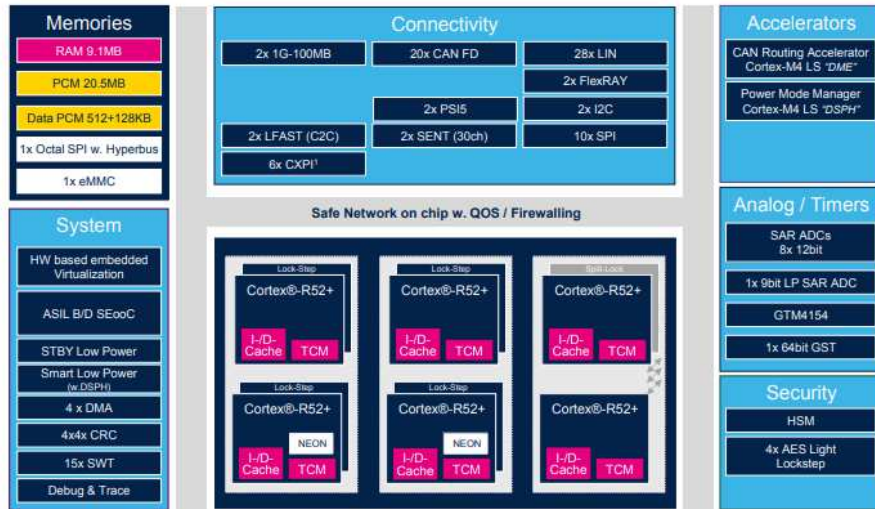 Memories
RAM 9.1MB
PCM 20.5MB
Data PCM 512+128KB
1x Octal SPI w. Hyperbus
1x eMMC
System
HW based embedded
Virtualization
ASIL B/D SEooC
STBY Low Power
Smart Low Power
(w.DSPH)
4 x DMA
4x4x CRC
15x SWT
Debug & Trace
Connectivity
2x 1G-100MB
20x CAN FD
28x LIN
2x FlexRAY
2x PSI5
2x I2C
2x LFAST (C2C)
2x SENT (30ch)
10x SPI
6x CXPI¹
Safe Network on chip w. QOS / Firewalling
Lock-Step
Cortex®-R52+
I-/D-
Cache
TCM
Lock-Step
Cortex®-R52+
I-/D-
Cache
TCM
Split-Lock
Cortex®-R52+
I-/D-
Cache
TCM
Lock-Step
Cortex®-R52+
NEON
I-/D-
Cache
TCM
Lock-Step
Cortex®-R52+
NEON
I-/D-
Cache
TCM
Cortex®-R52+
I-/D-
Cache
TCM
Accelerators
CAN Routing Accelerator
Cortex-M4 LS "DME"
Power Mode Manager
Cortex-M4 LS "DSPH"
Analog / Timers
SAR ADCs
8x 12bit
1x 9bit LP SAR ADC
GTM4154
1x 64bit GST
Security
HSM
4x AES Light
Lockstep